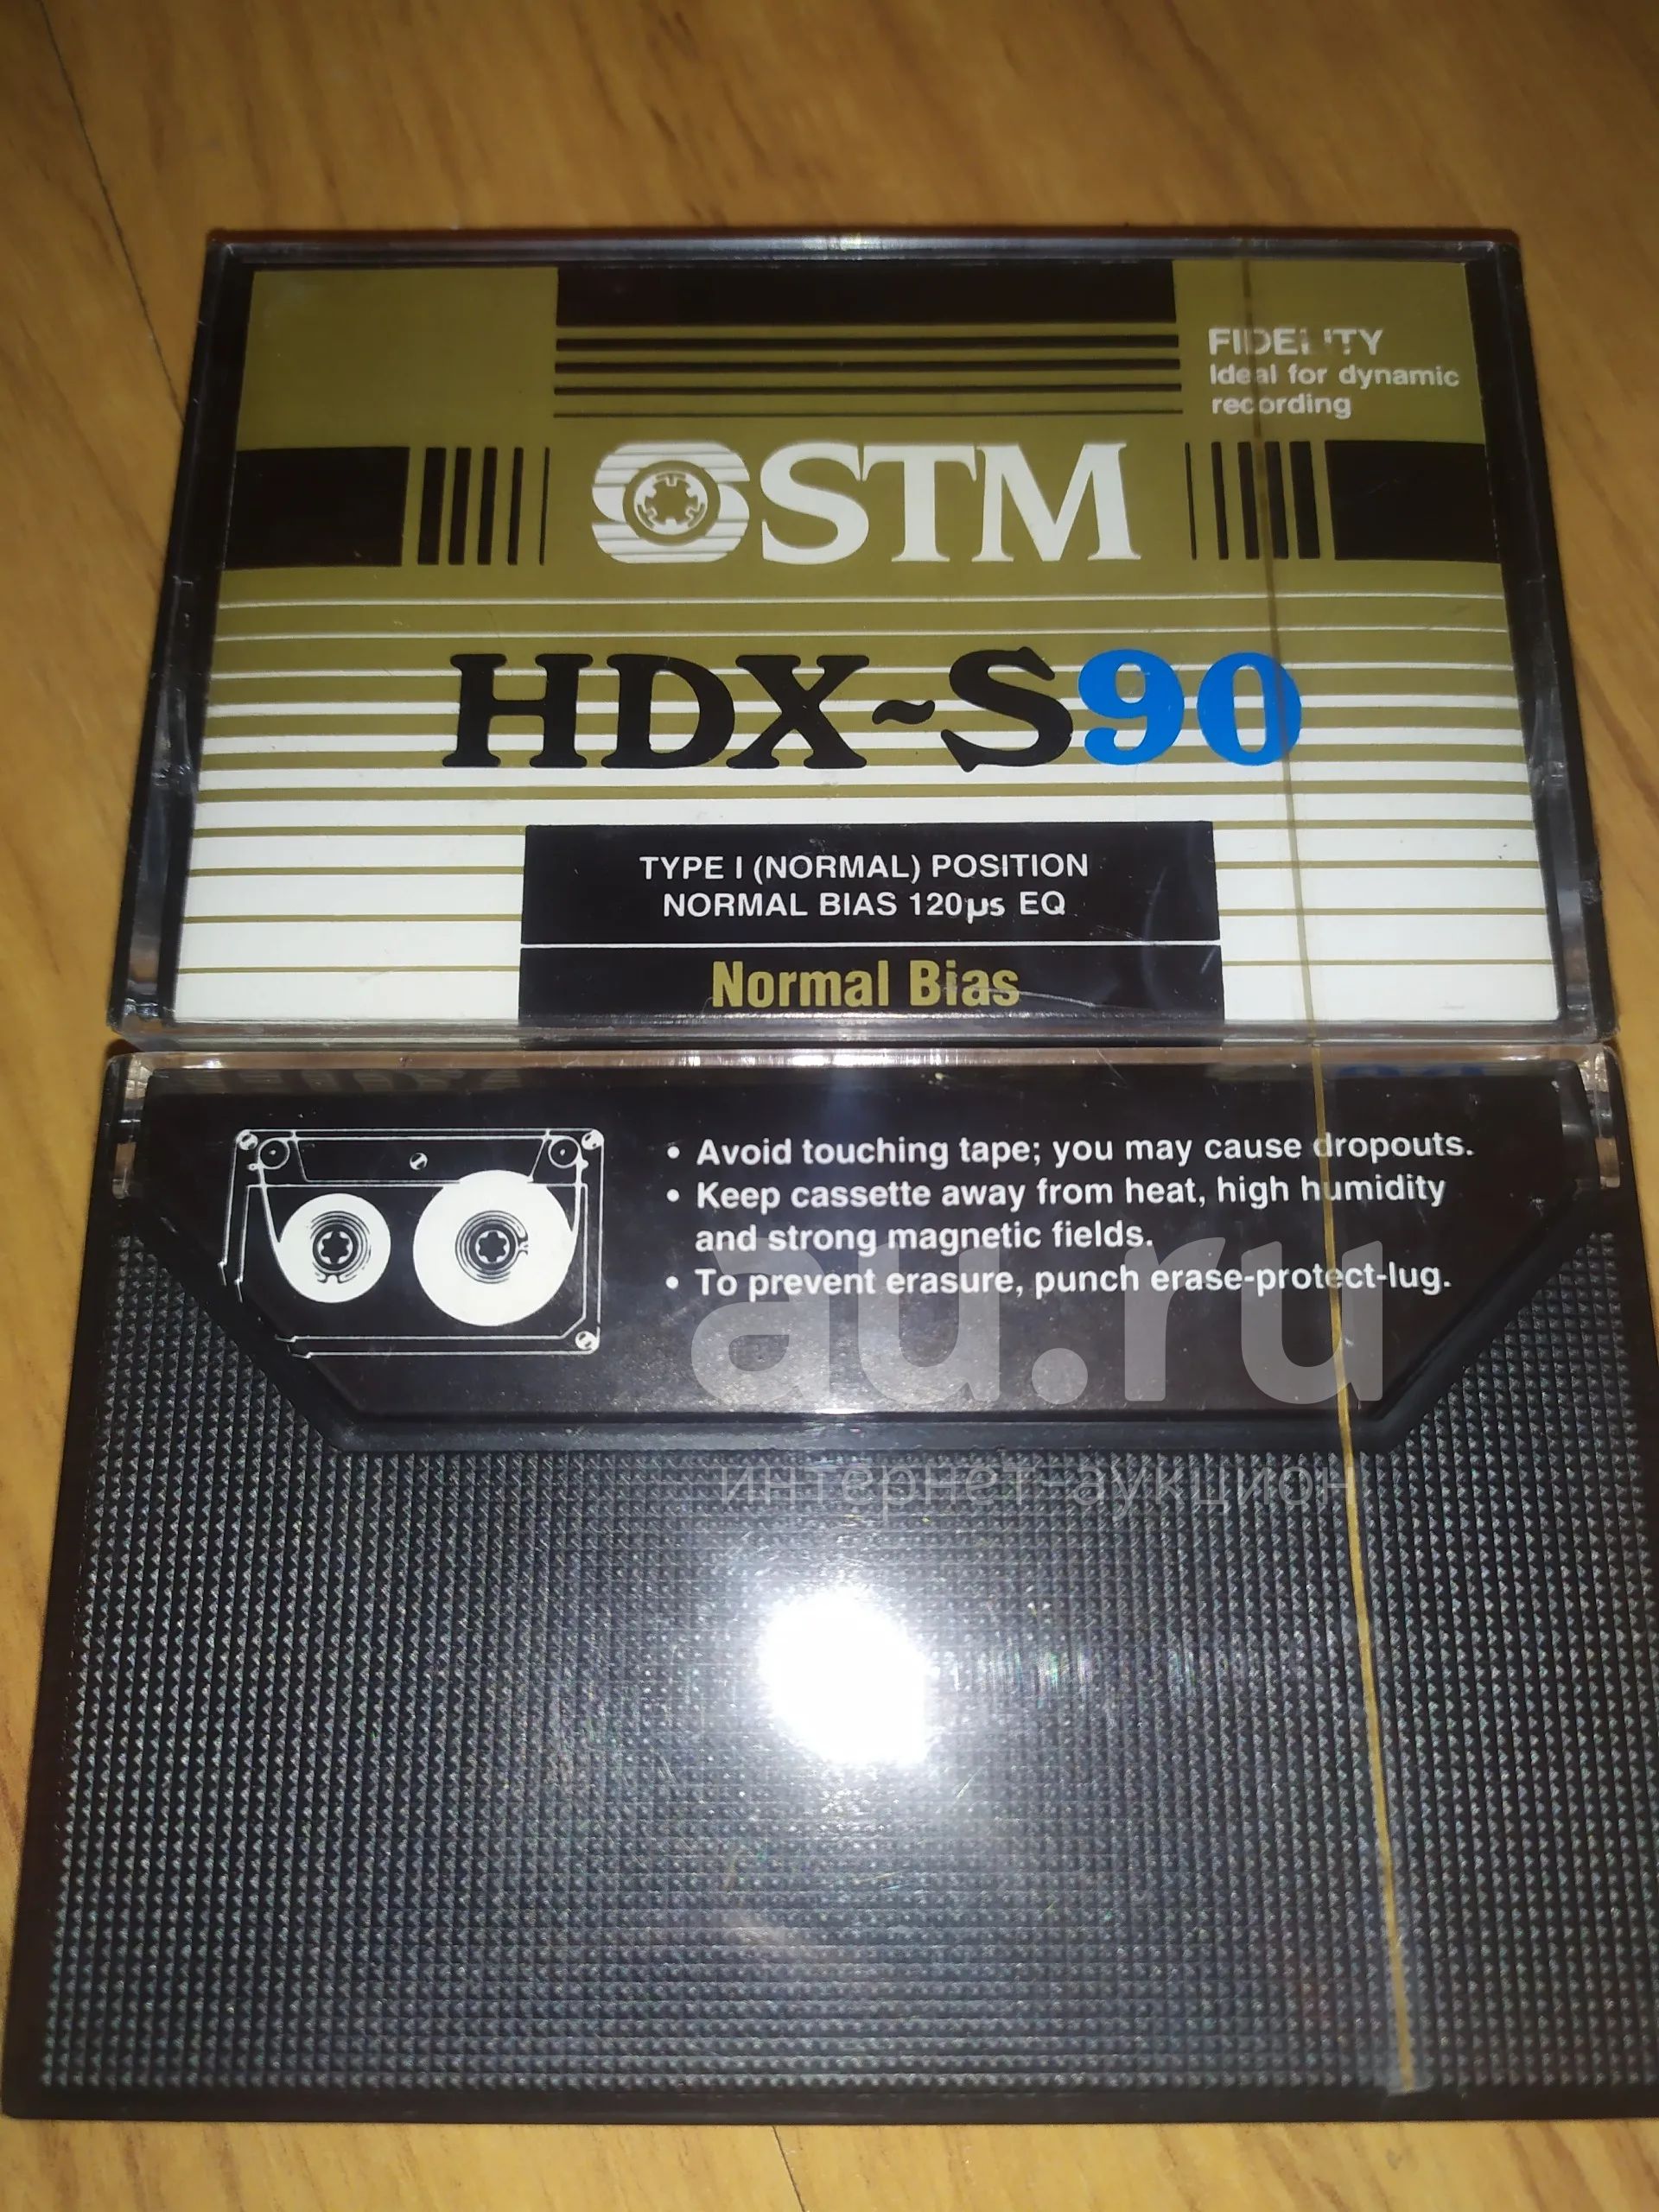 FIDELITY
Ideal for dynamic
recording
STM
HDX~S90
TYPE I (NORMAL) POSITION
NORMAL BIAS 120µs EQ
Normal Bias
• Avoid touching tape; you may cause dropouts.
• Keep cassette away from heat, high humidity
and strong magnetic fields.
• To prevent erasure, punch erase-protect-lug.
au.ru
интернет-аукцион